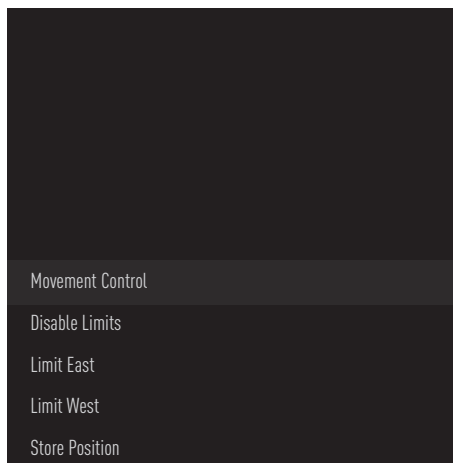 Movement Control
Disable Limits
Limit East
Limit West
Store Position